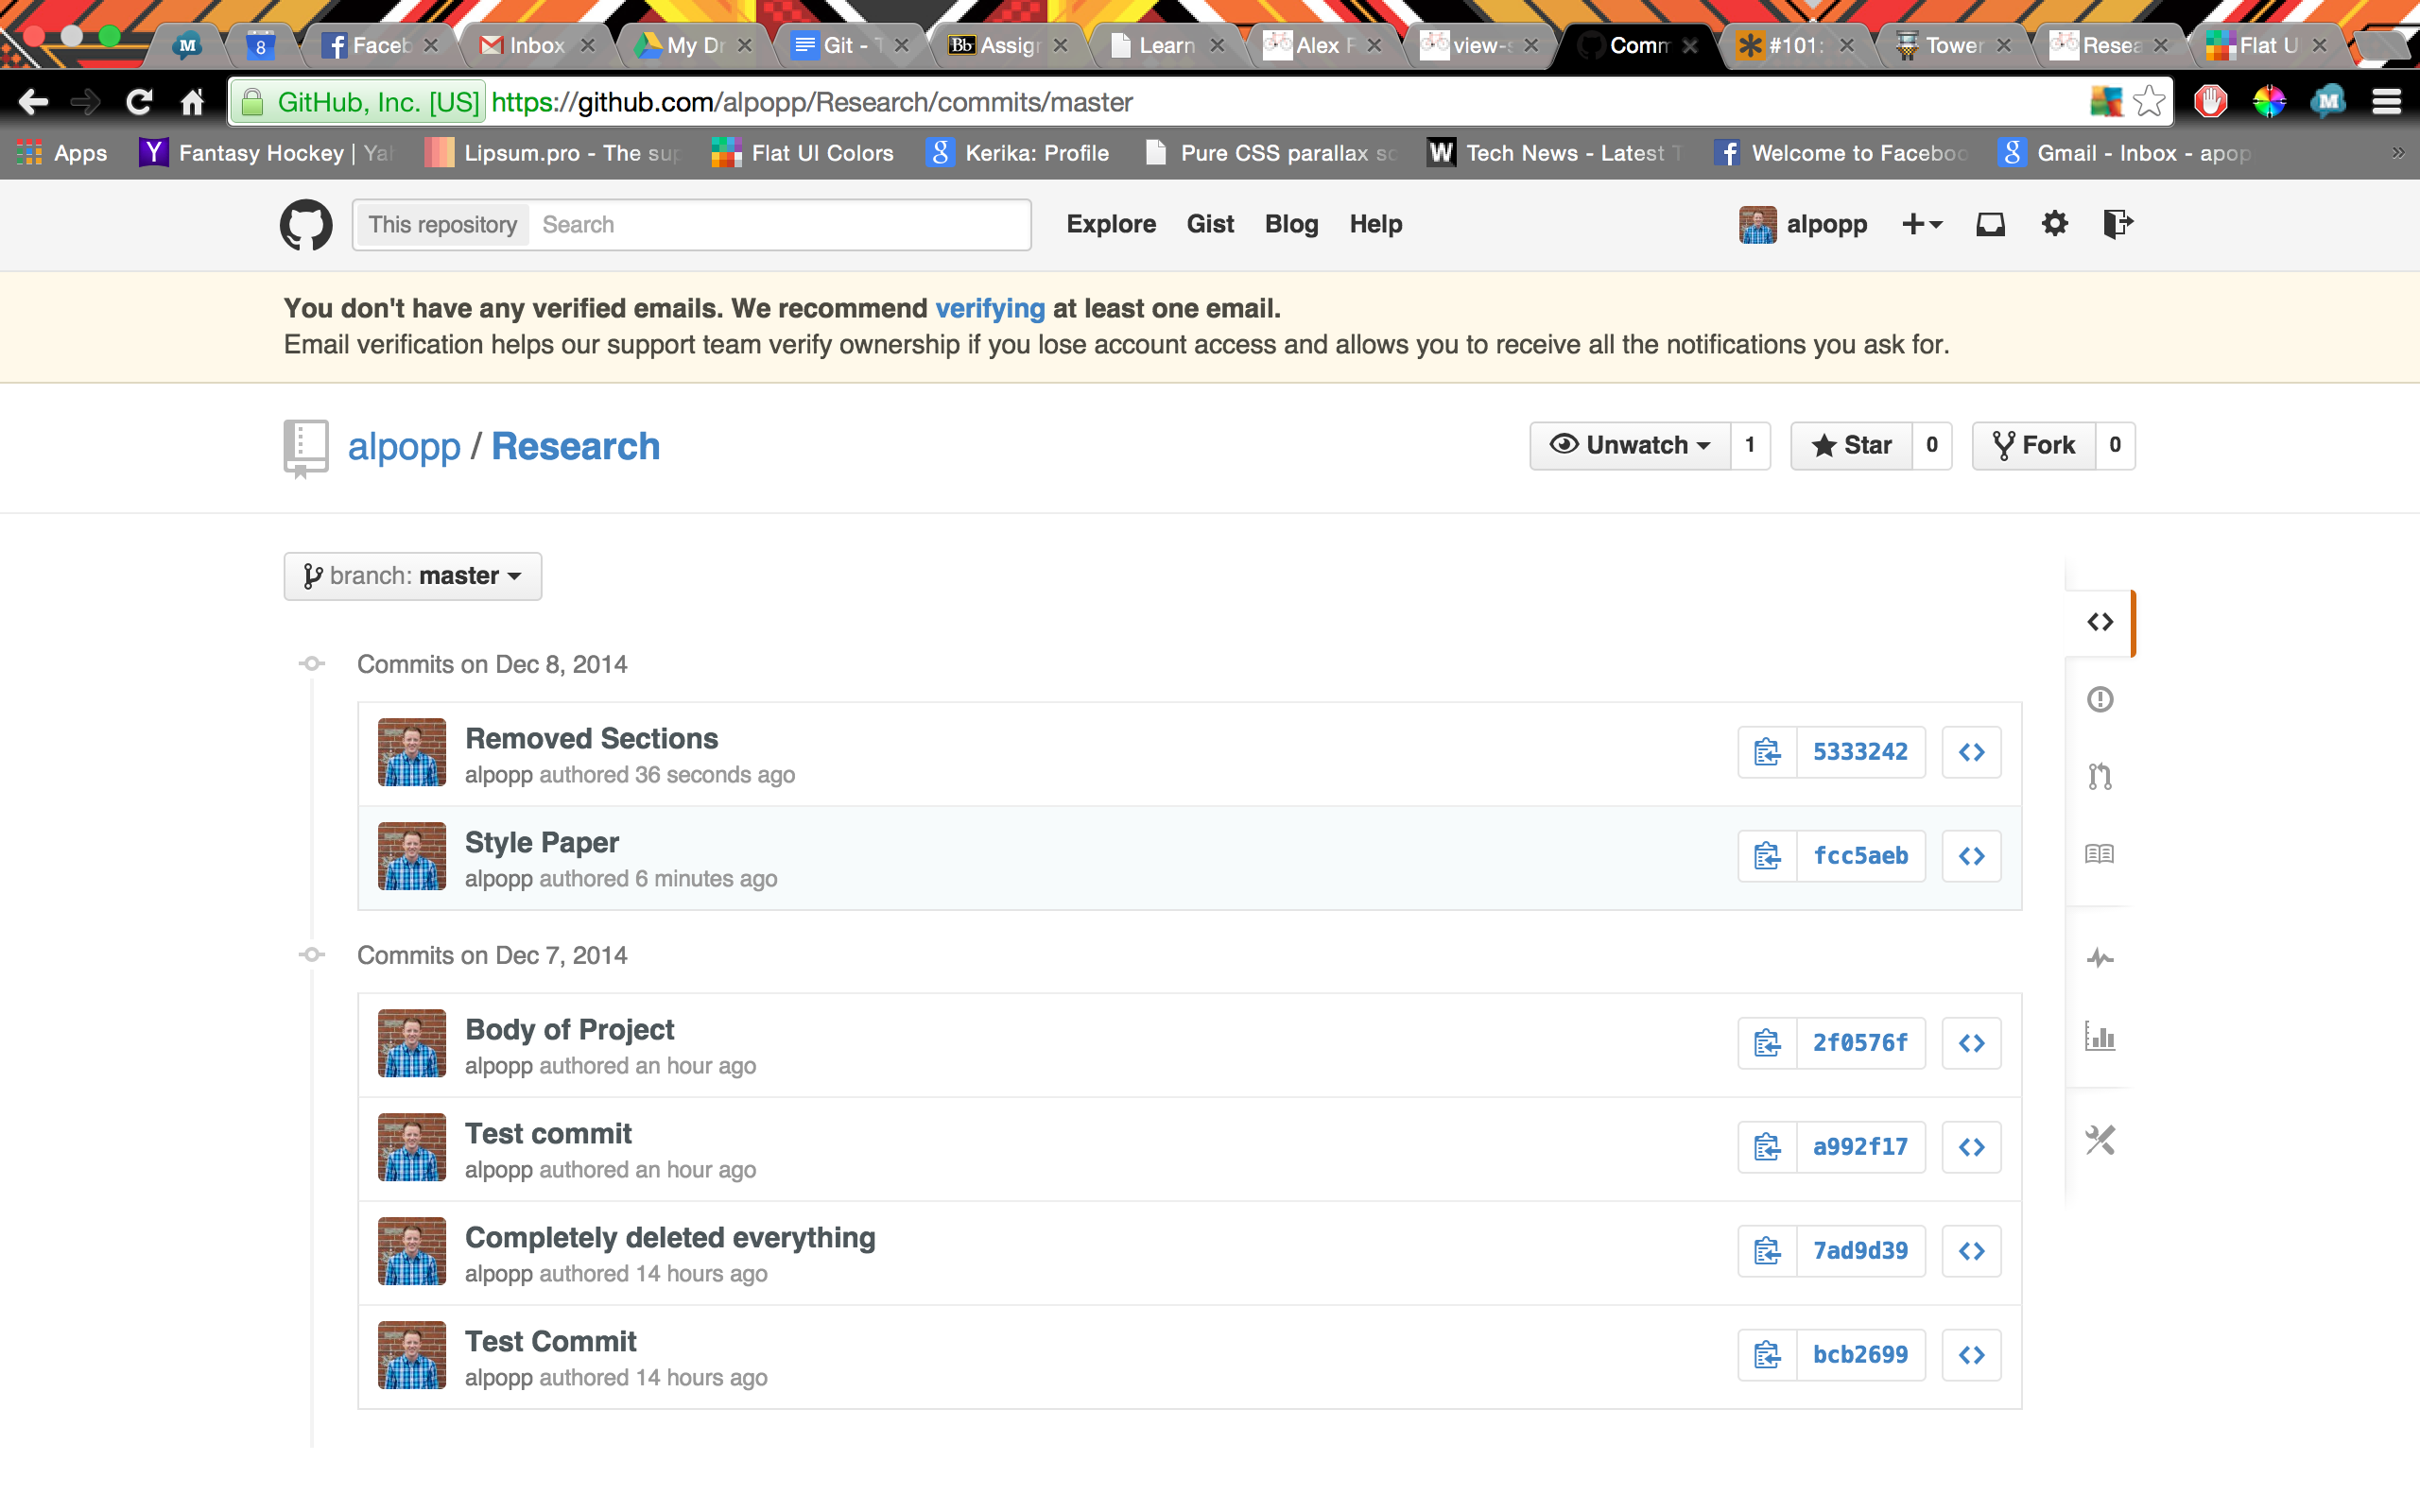 M
8
Faceb
Inbox
My Dr
Git - T
Bb Assign
Learn
Alex P
view-s
Comm
#101:
Tower
Resea
Flat U
GitHub, Inc. [US] https://github.com/alpopp/Research/commits/master
M
Apps
Y Fantasy Hockey | Yah
Lipsum.pro - The sup
Flat UI Colors
g Kerika: Profile
Pure CSS parallax sc
W Tech News - Latest T
f Welcome to Faceboo
g Gmail - Inbox - apop
»
This repository Search
Explore Gist Blog Help
alpopp
You don't have any verified emails. We recommend verifying at least one email.
Email verification helps our support team verify ownership if you lose account access and allows you to receive all the notifications you ask for.
alpopp / Research
Unwatch 1 Star 0 Fork 0
branch: master
Commits on Dec 8, 2014
Removed Sections
alpopp authored 36 seconds ago
5333242
Style Paper
alpopp authored 6 minutes ago
fcc5aeb
Commits on Dec 7, 2014
Body of Project
alpopp authored an hour ago
2f0576f
Test commit
alpopp authored an hour ago
a992f17
Completely deleted everything
alpopp authored 14 hours ago
7ad9d39
Test Commit
alpopp authored 14 hours ago
bcb2699